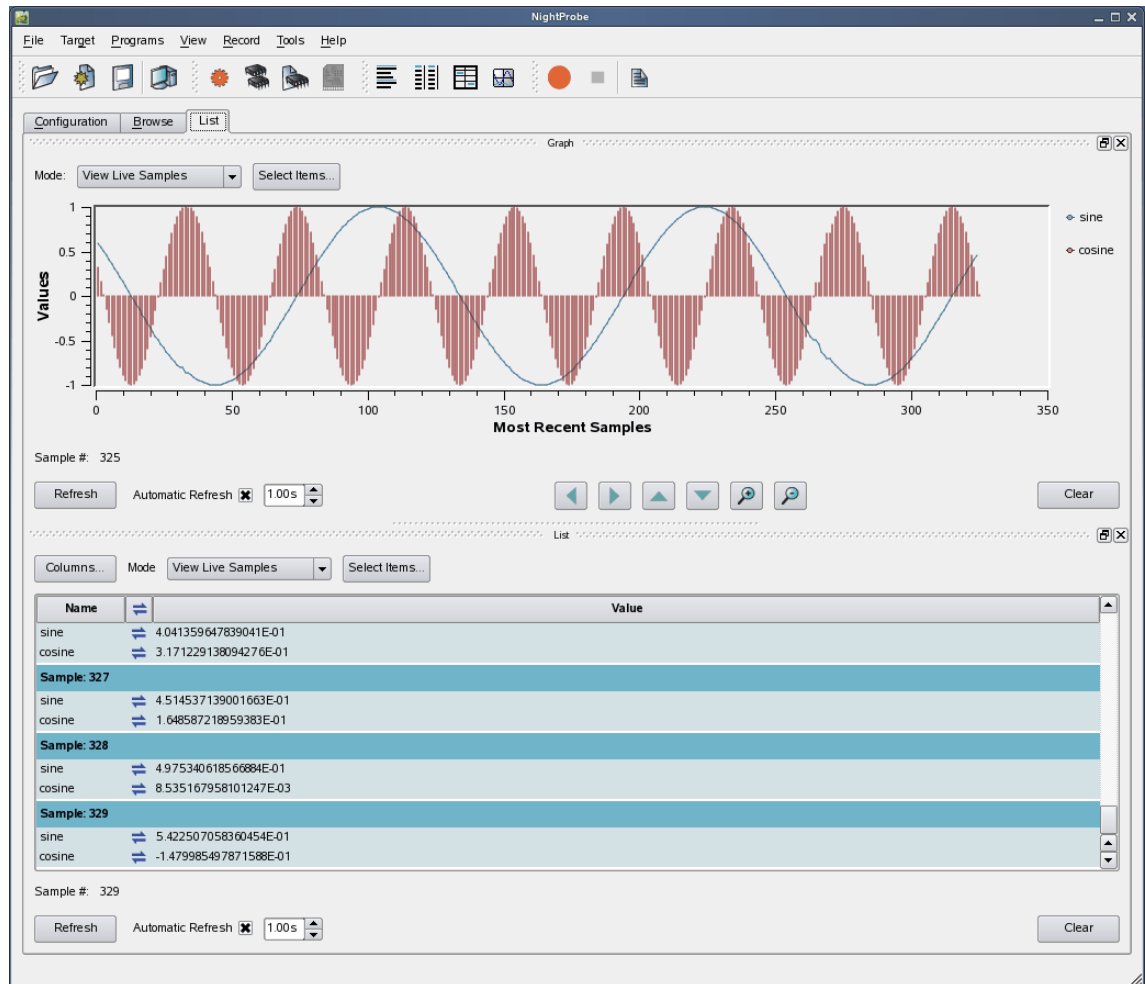 NightProbe
File Target Programs View Record Tools Help
Configuration Browse List
Graph
Mode: View Live Samples Select Items...
1
0.5
0
-0.5
-1
Values
sine
cosine
0 50 100 150 200 250 300 350
Most Recent Samples
Sample #: 325
Refresh Automatic Refresh 1.00s Clear
List
Columns... Mode View Live Samples Select Items...
Name Value
sine 4.041359647839041E-01
cosine 3.171229138094276E-01
Sample: 327
sine 4.514537139001663E-01
cosine 1.648587218959383E-01
Sample: 328
sine 4.975340618566884E-01
cosine 8.535167958101247E-03
Sample: 329
sine 5.422507058360454E-01
cosine -1.479985497871588E-01
Sample #: 329
Refresh Automatic Refresh 1.00s Clear